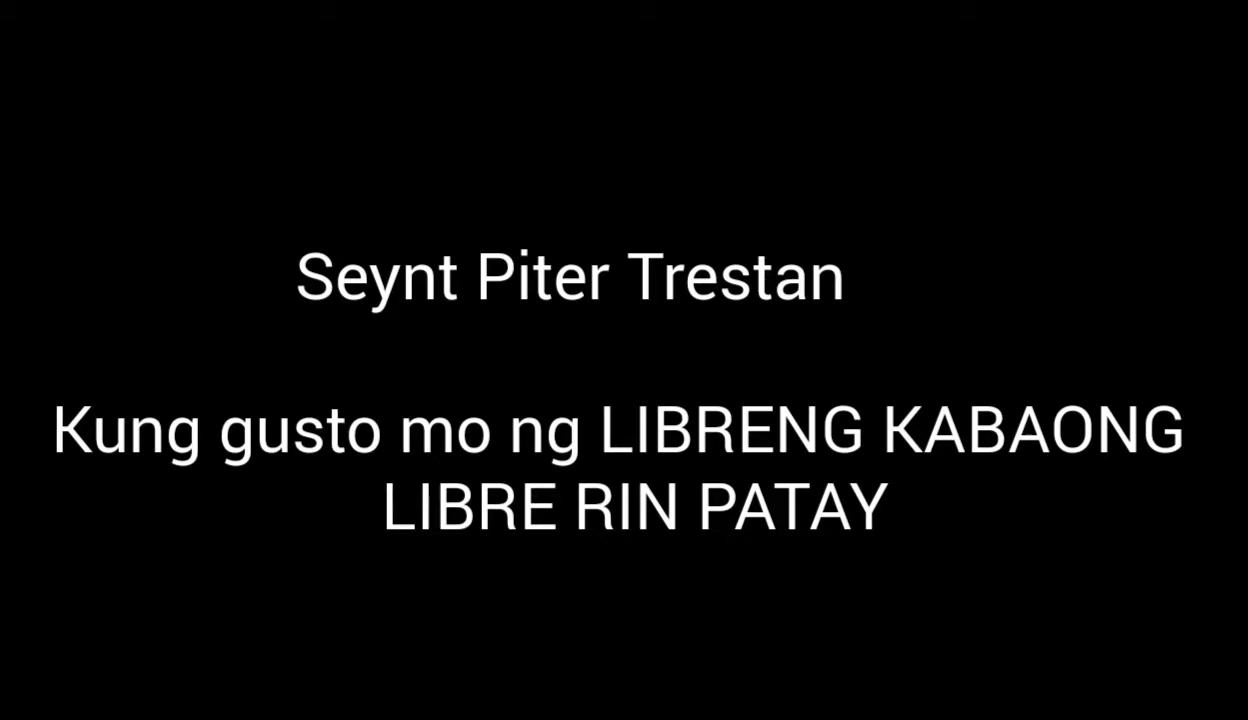 Seynt Piter Trestan
Kung gusto mo ng LIBRENG KABAONG
LIBRE RIN PATAY